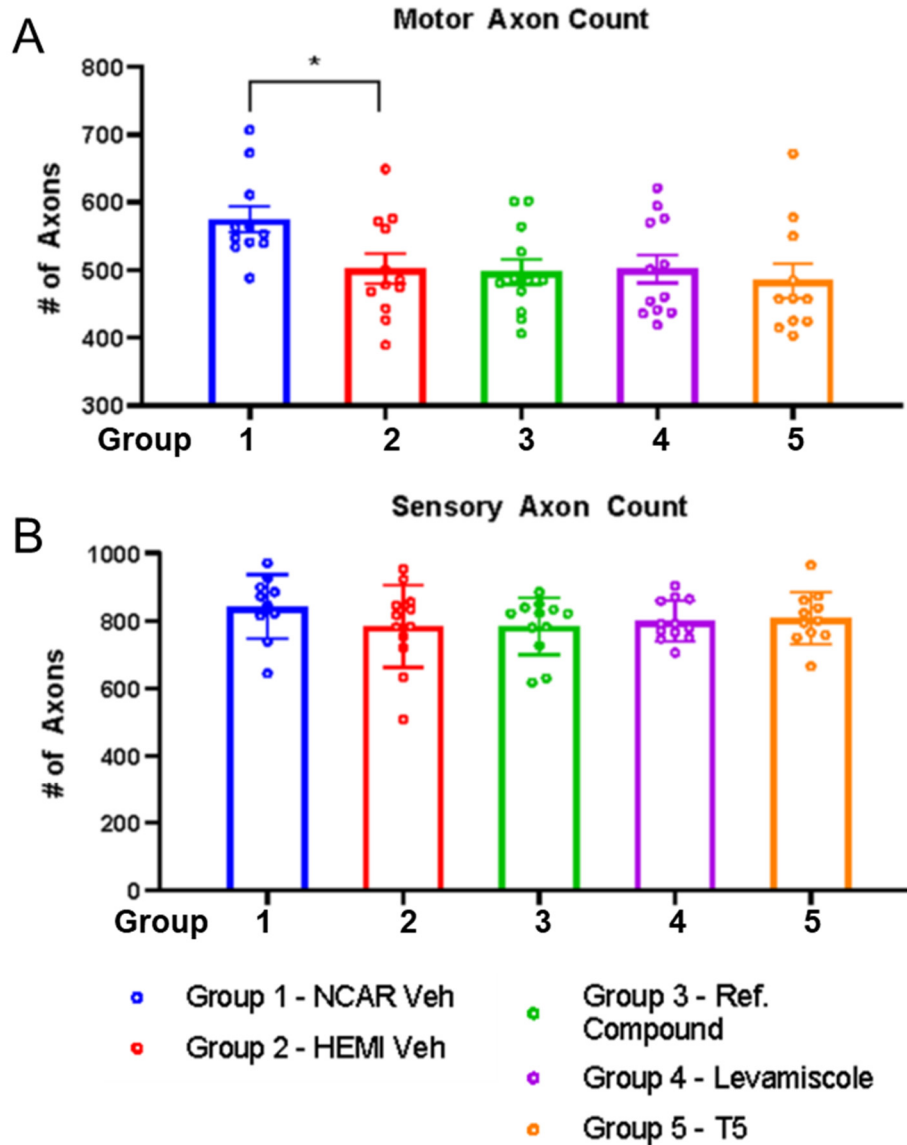 A
Motor Axon Count
*
800
700
600
500
400
300
# of Axons
Group 1 2 3 4 5
B
Sensory Axon Count
1000
800
600
400
200
0
# of Axons
Group 1 2 3 4 5
Group 1 - NCAR Veh
Group 2 - HEMI Veh
Group 3 - Ref.
Compound
Group 4 - Levamiscole
Group 5 - T5